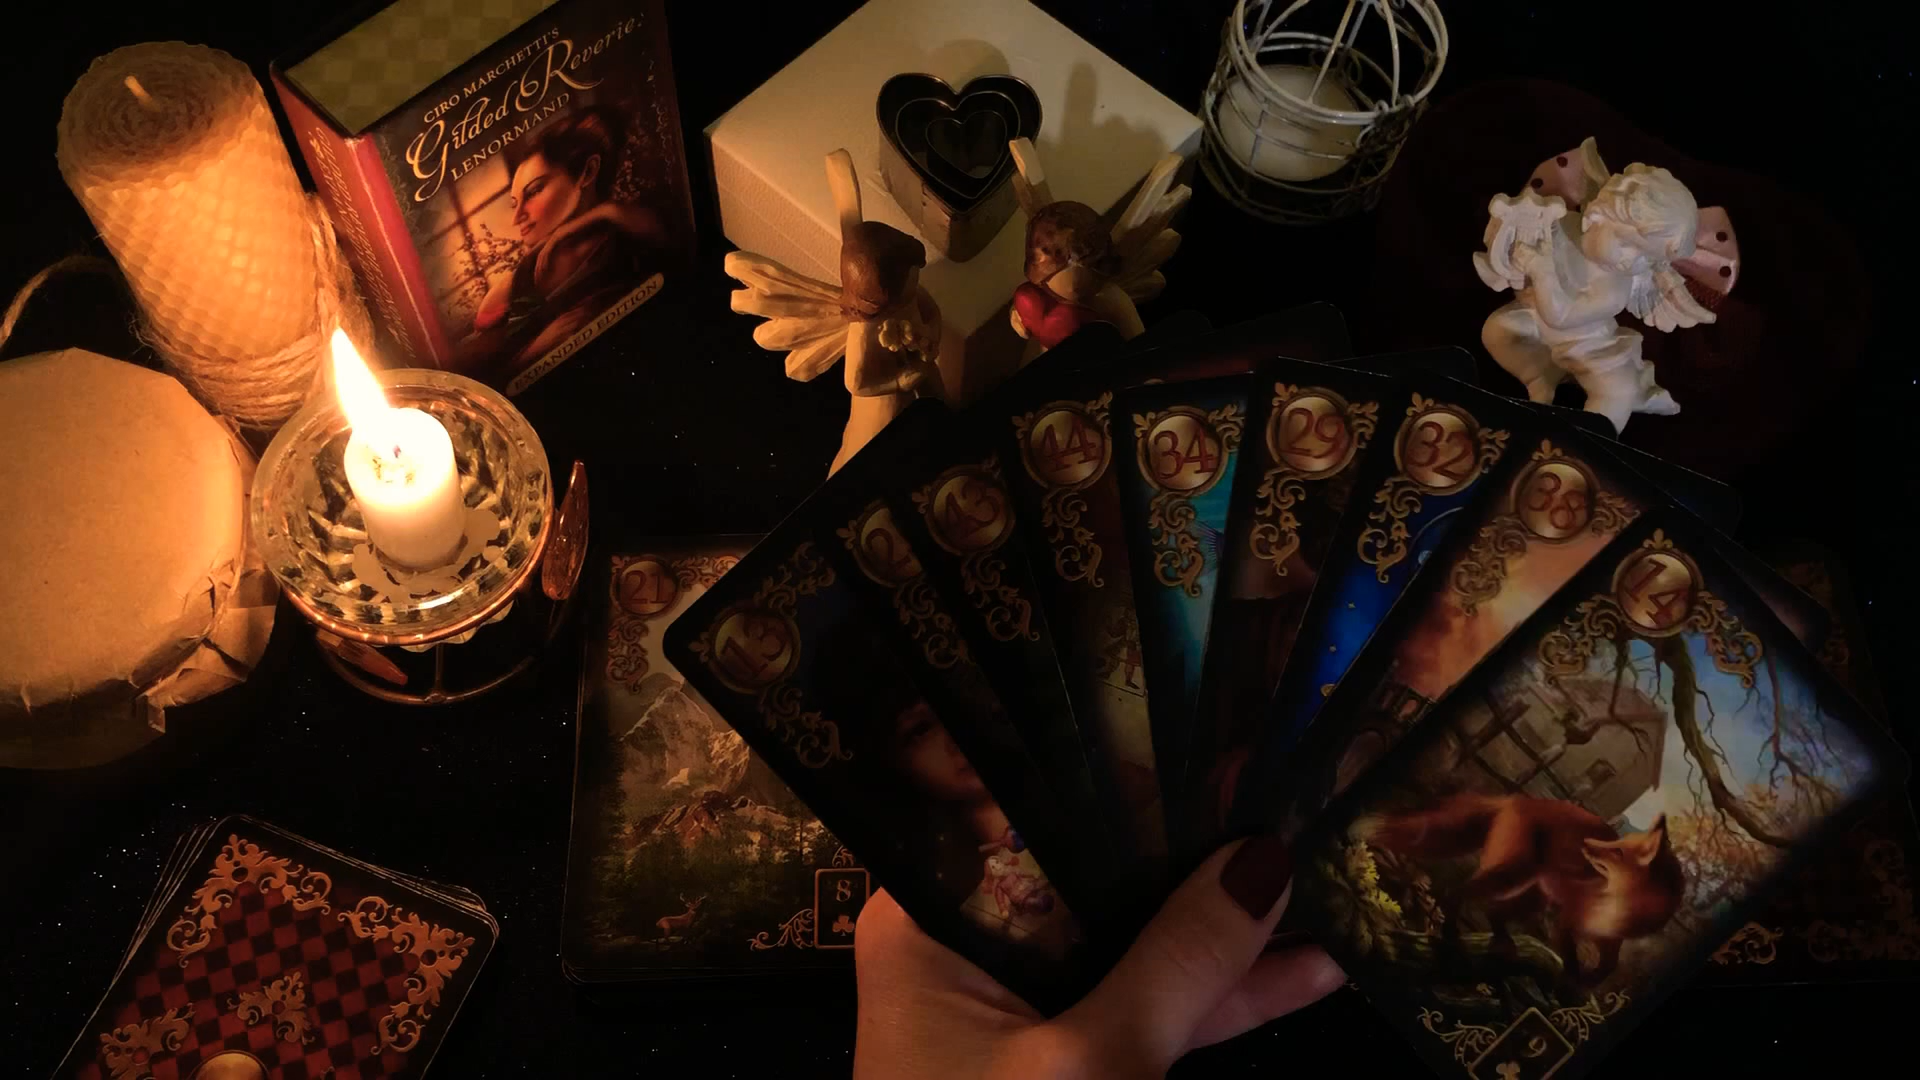 CIRO MARCHETTI'S
Gilded Reverie
LENORMAND
EXPANDED EDITION
44
34
29
32
43
38
14
13
21
8
9